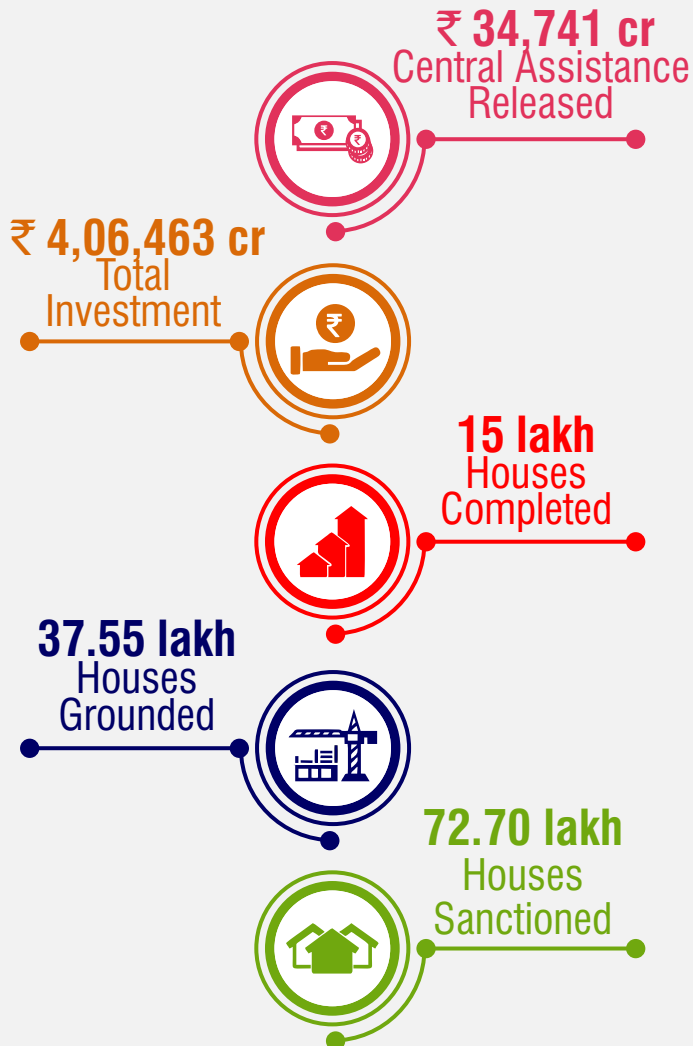 ₹ 34,741 cr
Central Assistance
Released
₹ 4,06,463 cr
Total
Investment
15 lakh
Houses
Completed
37.55 lakh
Houses
Grounded
72.70 lakh
Houses
Sanctioned